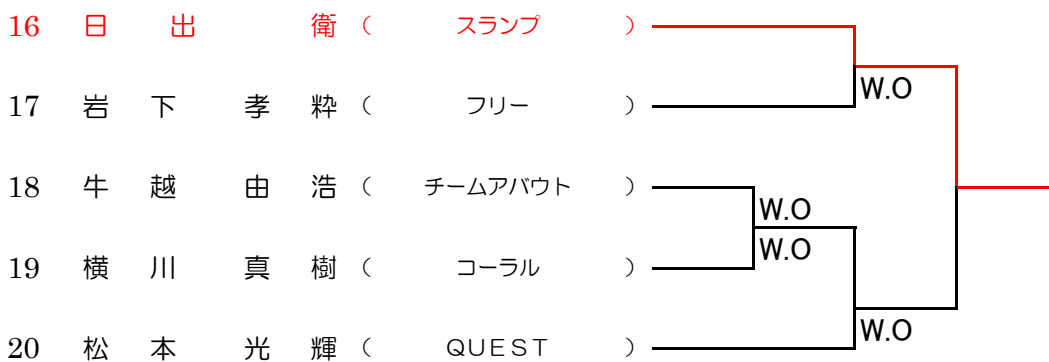 16 日出 衛（ スランプ ）
W.O
17 岩下 孝粋（ フリー ）
18 牛越 由浩（ チームアバウト ）
W.O
W.O
19 横川 真樹（ コーラル ）
W.O
20 松本 光輝（ ＱＵＥＳＴ ）